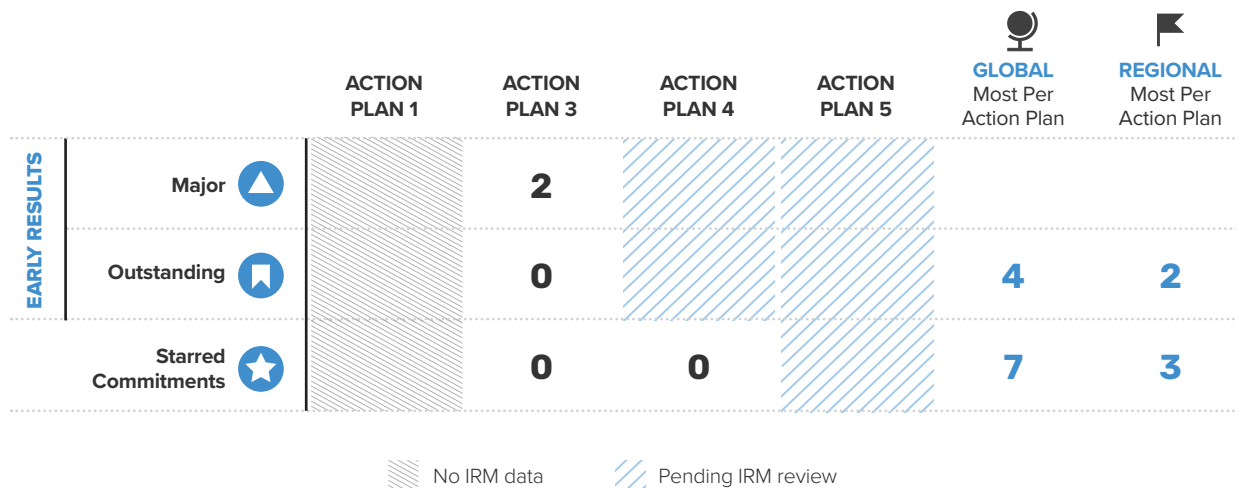 ACTION
PLAN 1
ACTION
PLAN 3
ACTION
PLAN 4
ACTION
PLAN 5
GLOBAL
Most Per
Action Plan
REGIONAL
Most Per
Action Plan
EARLY RESULTS
Major
2
Outstanding
0
4
2
Starred
Commitments
0
0
7
3
No IRM data
Pending IRM review